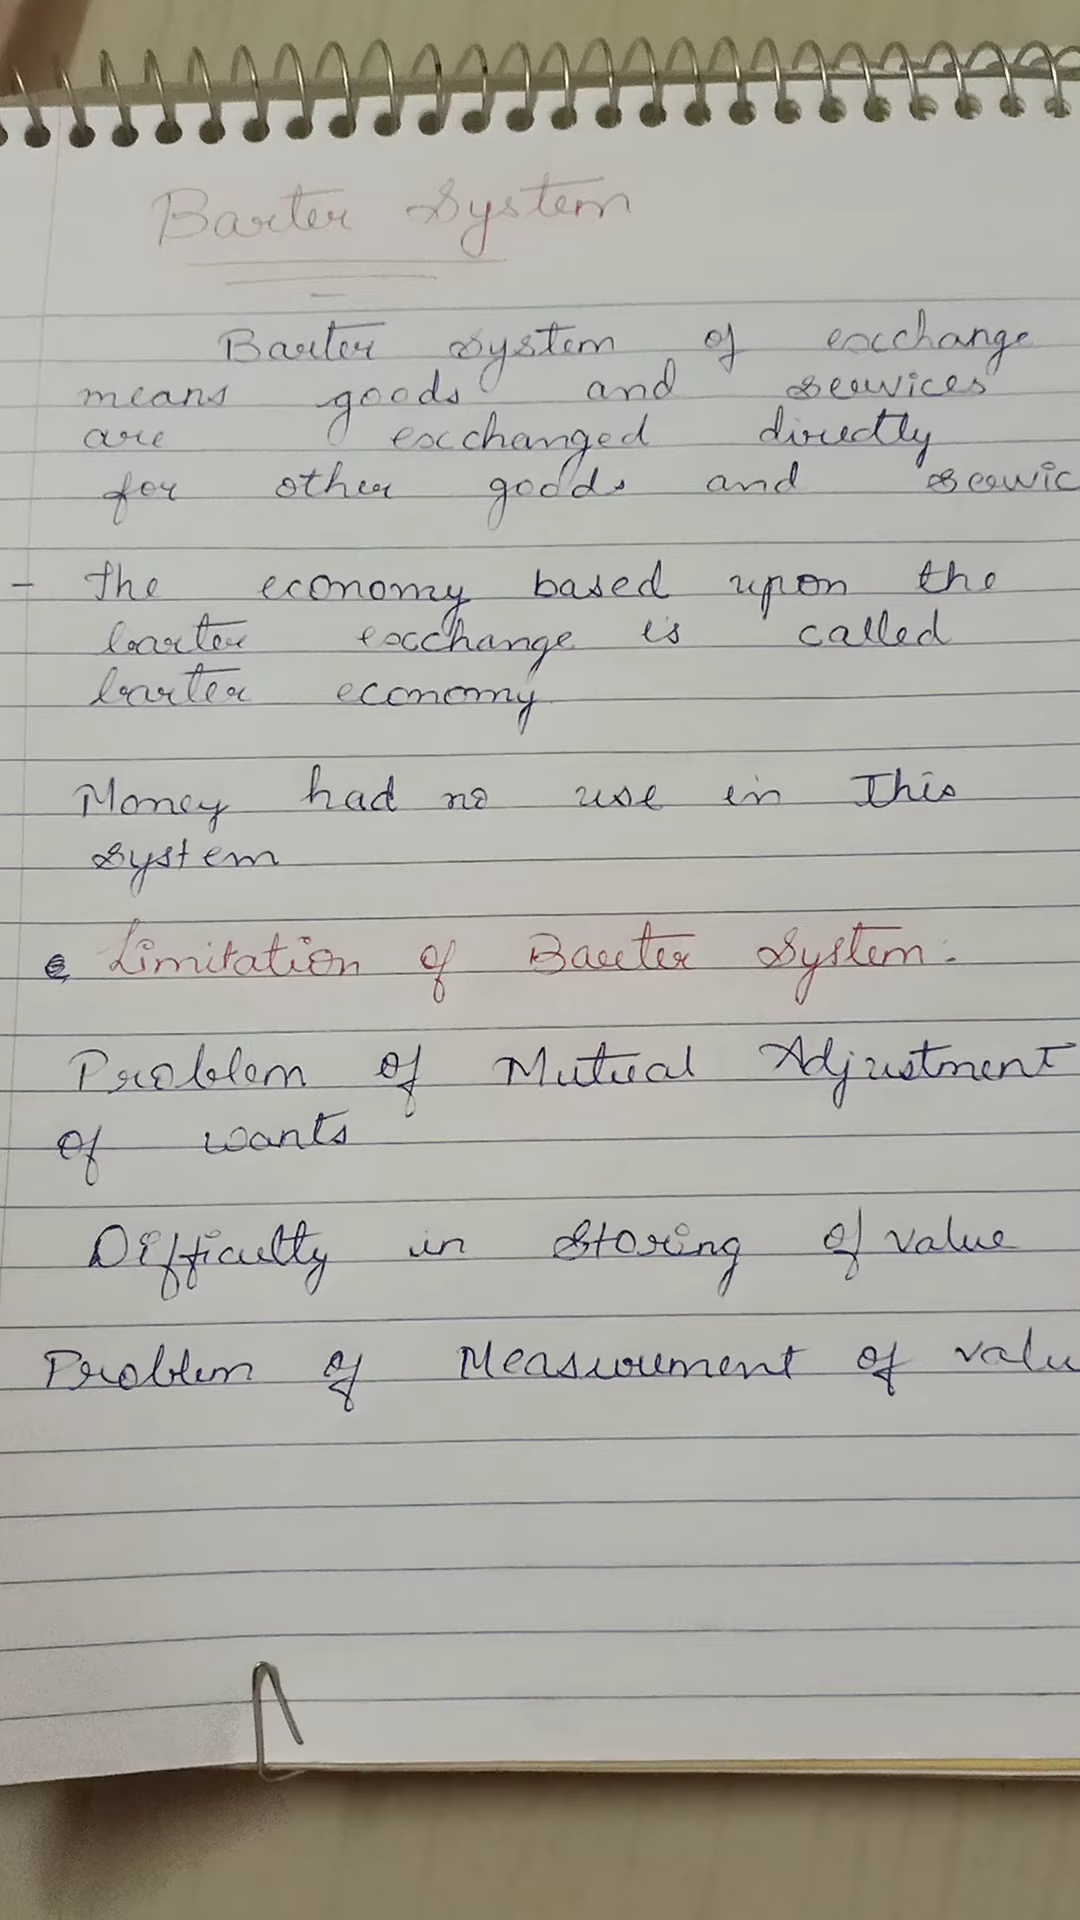 Barter System
Barter system of exchange
means goods and services
are exchanged directly
for other goods and servic
- The economy based upon the
barter exchange is called
barter economy
Money had no use in This
system
Limitation of Barter System.
Problem of Mutual Adjustment
of wants
Difficulty in storing of value
Problem of Measurement of valu